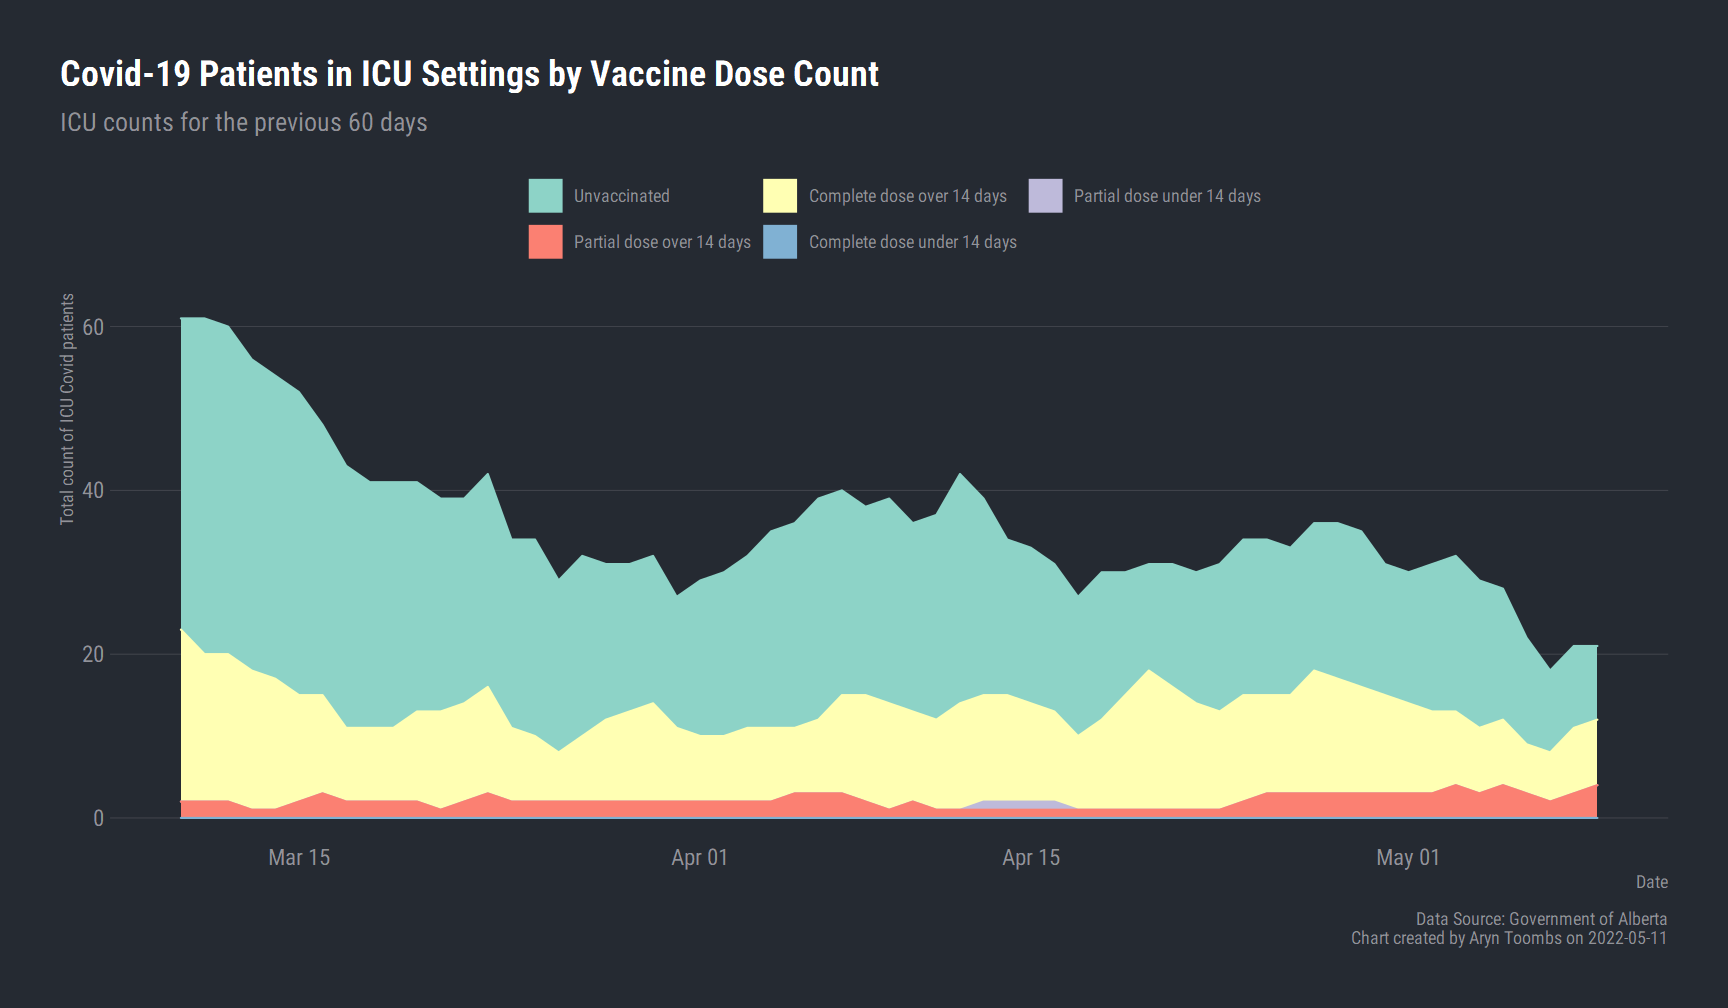 Covid-19 Patients in ICU Settings by Vaccine Dose Count
ICU counts for the previous 60 days
Unvaccinated
Complete dose over 14 days
Partial dose under 14 days
Partial dose over 14 days
Complete dose under 14 days
Total count of ICU Covid patients
60
40
20
0
Mar 15
Apr 01
Apr 15
May 01
Date
Data Source: Government of Alberta
Chart created by Aryn Toombs on 2022-05-11